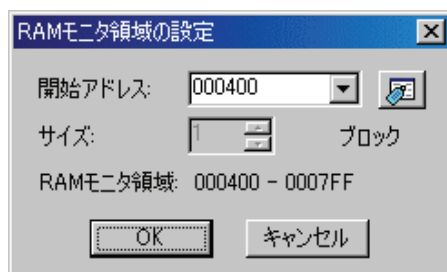 RAMモニタ領域の設定
開始アドレス: 000400
サイズ: 1 ブロック
RAMモニタ領域: 000400 - 0007FF
OK キャンセル